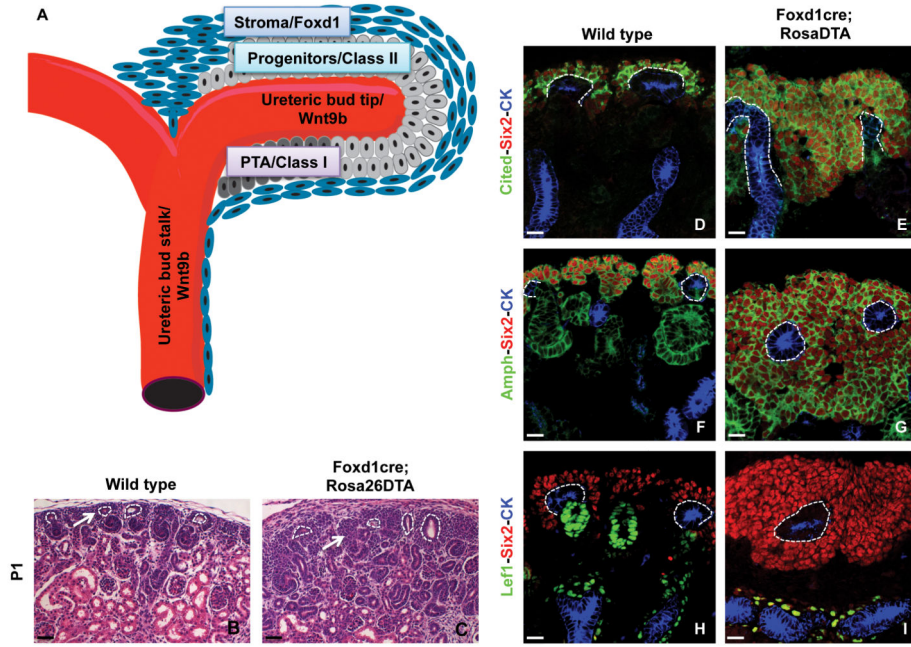 A
Stroma/Foxd1
Progenitors/Class II
Ureteric bud tip/
Wnt9b
PTA/Class I
Ureteric bud stalk/
Wnt9b
Wild type
Foxd1cre;
Rosa26DTA
P1
B
C
Wild type
Foxd1cre;
RosaDTA
Cited-Six2-CK
D
E
Amph-Six2-CK
F
G
Lef1-Six2-CK
H
I